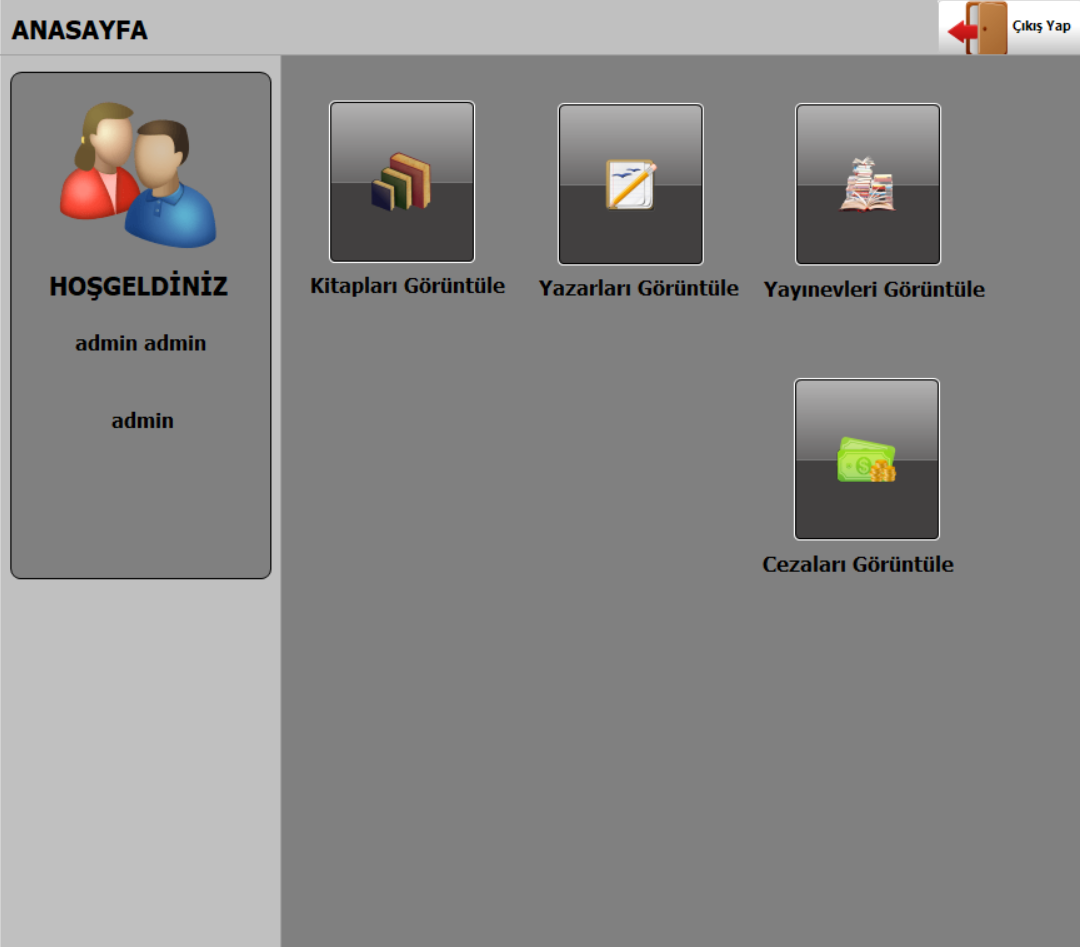 ANASAYFA
Çıkış Yap
HOŞGELDİNİZ
admin admin
admin
Kitapları Görüntüle
Yazarları Görüntüle
Yayınevleri Görüntüle
Cezaları Görüntüle